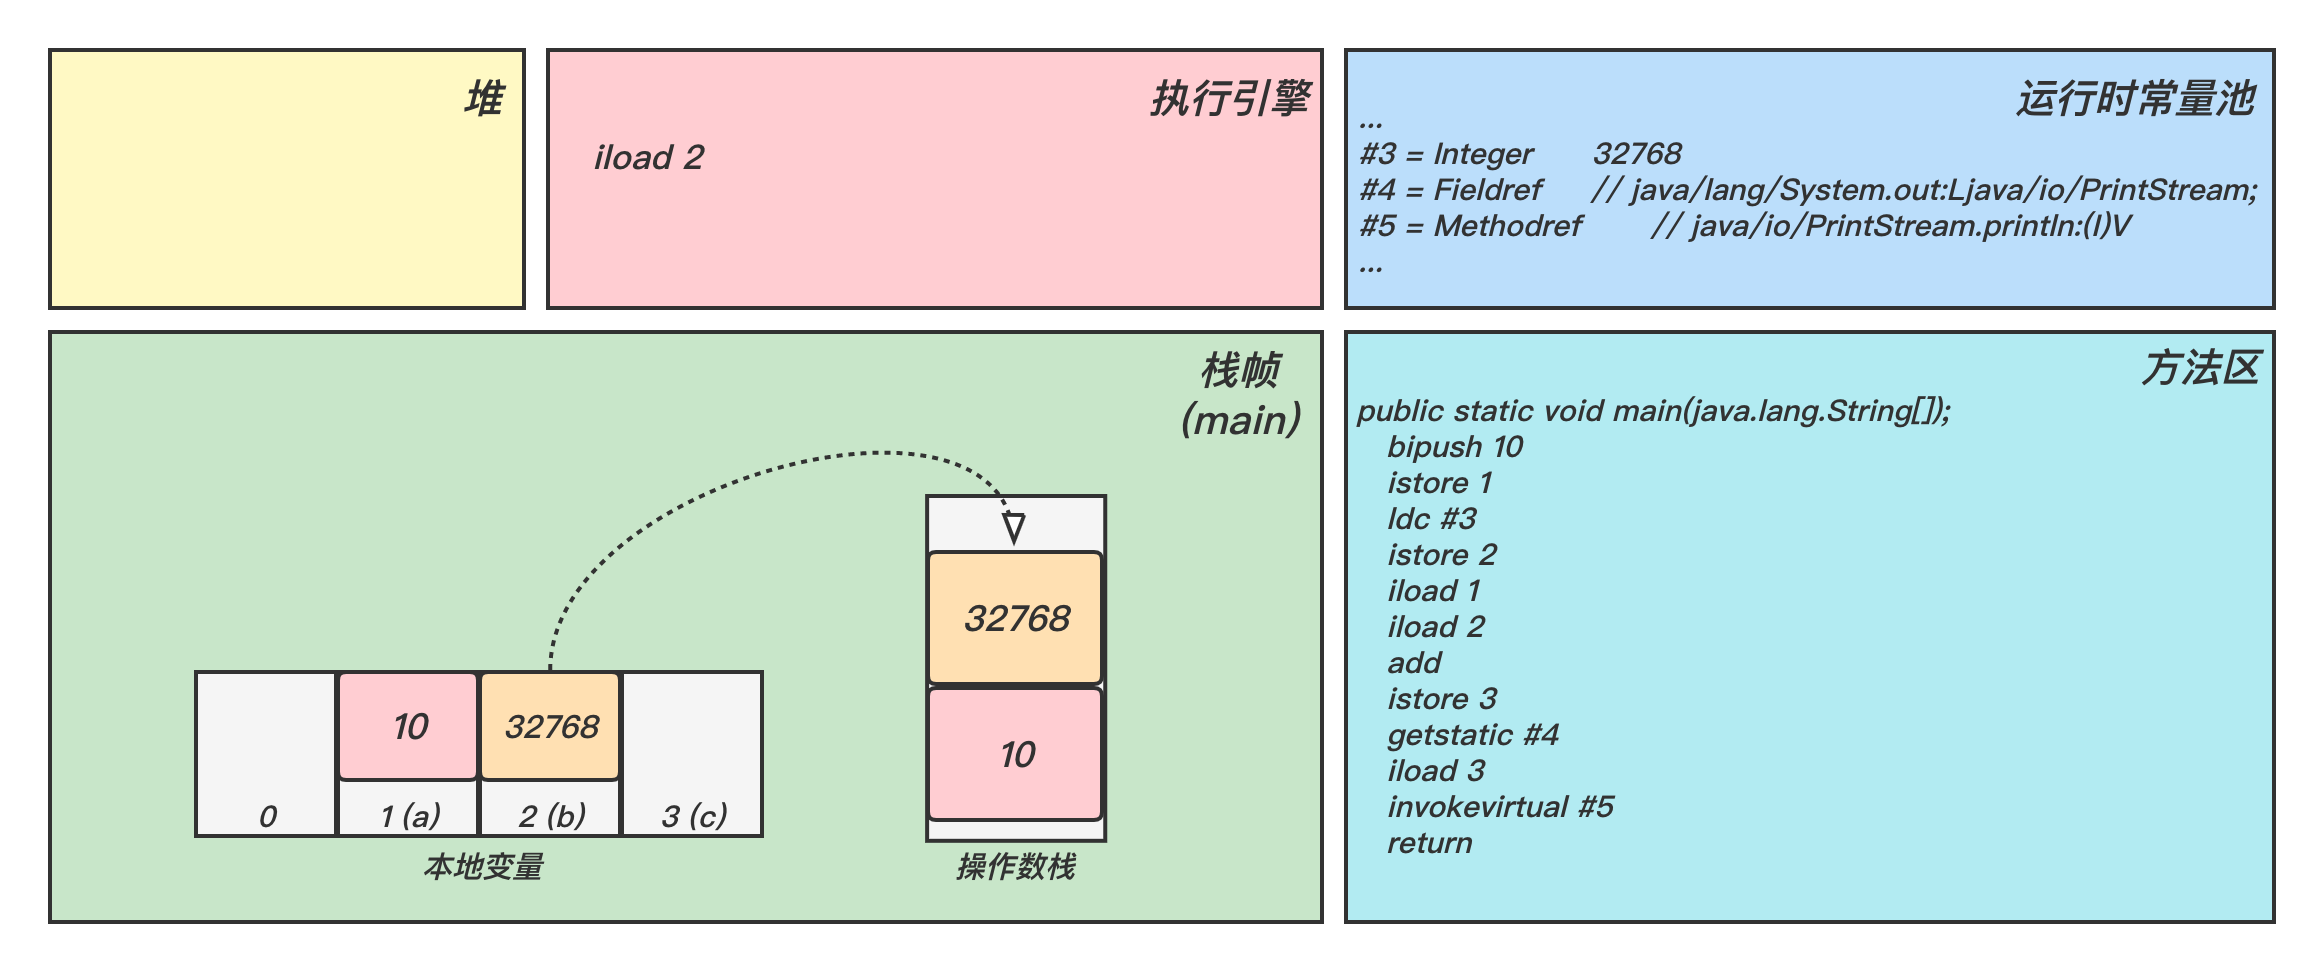 堆
执行引擎
iload 2
运行时常量池
...
#3 = Integer 32768
#4 = Fieldref // java/lang/System.out:Ljava/io/PrintStream;
#5 = Methodref // java/io/PrintStream.println:(I)V
...
栈帧
(main)
32768
10
10
32768
0
1 (a)
2 (b)
3 (c)
本地变量
操作数栈
方法区
public static void main(java.lang.String[]);
bipush 10
istore 1
ldc #3
istore 2
iload 1
iload 2
add
istore 3
getstatic #4
iload 3
invokevirtual #5
return